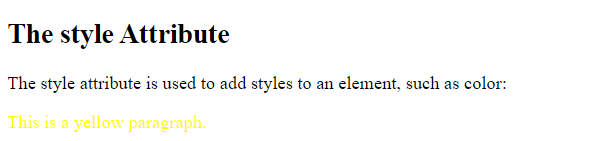 The style Attribute
The style attribute is used to add styles to an element, such as color:
This is a yellow paragraph.